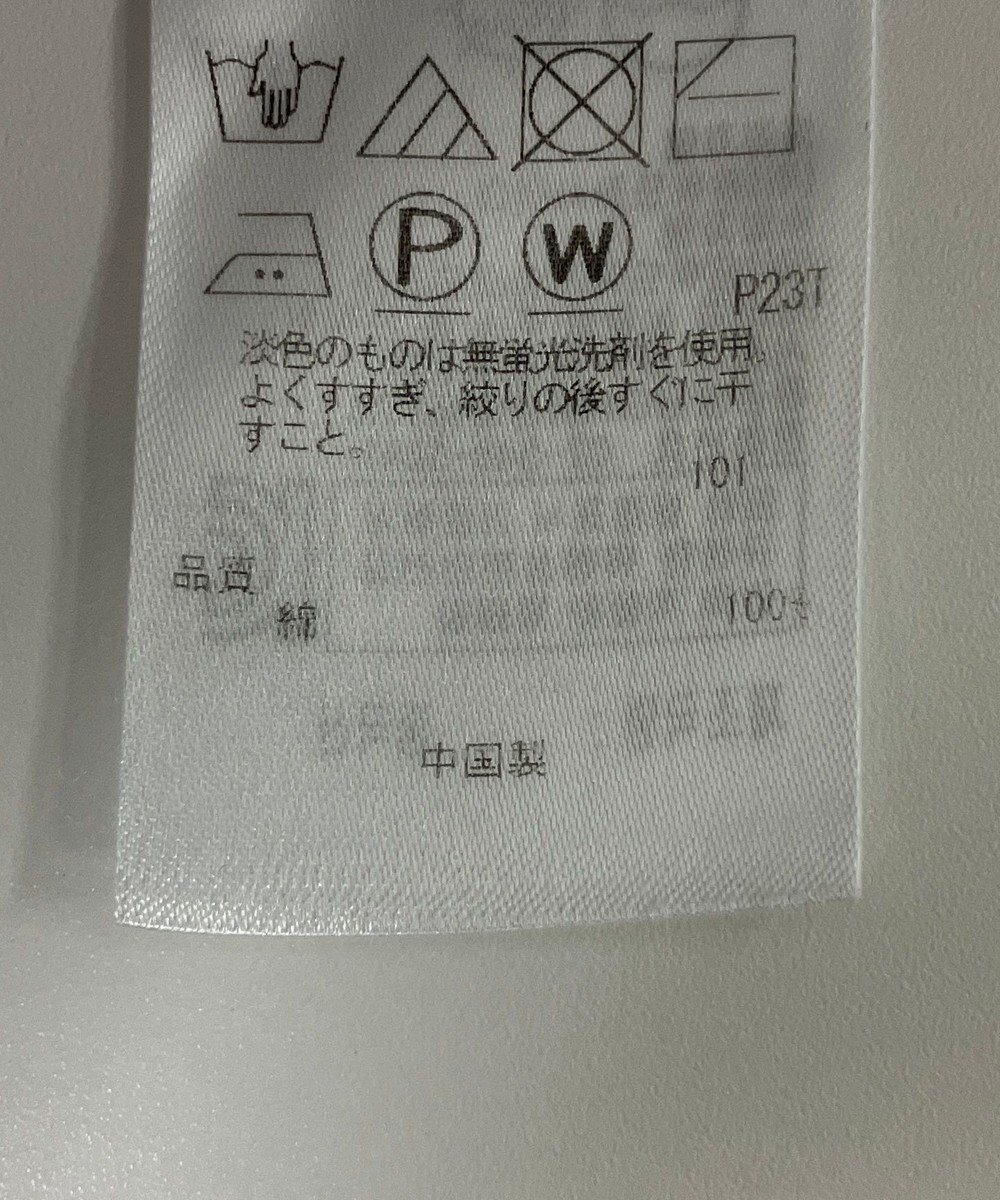 P W
P23T
淡色のものは無蛍光洗剤を使用。
よくすすぎ、絞りの後すぐに干
すこと。
101
品質
綿 100%
中国製